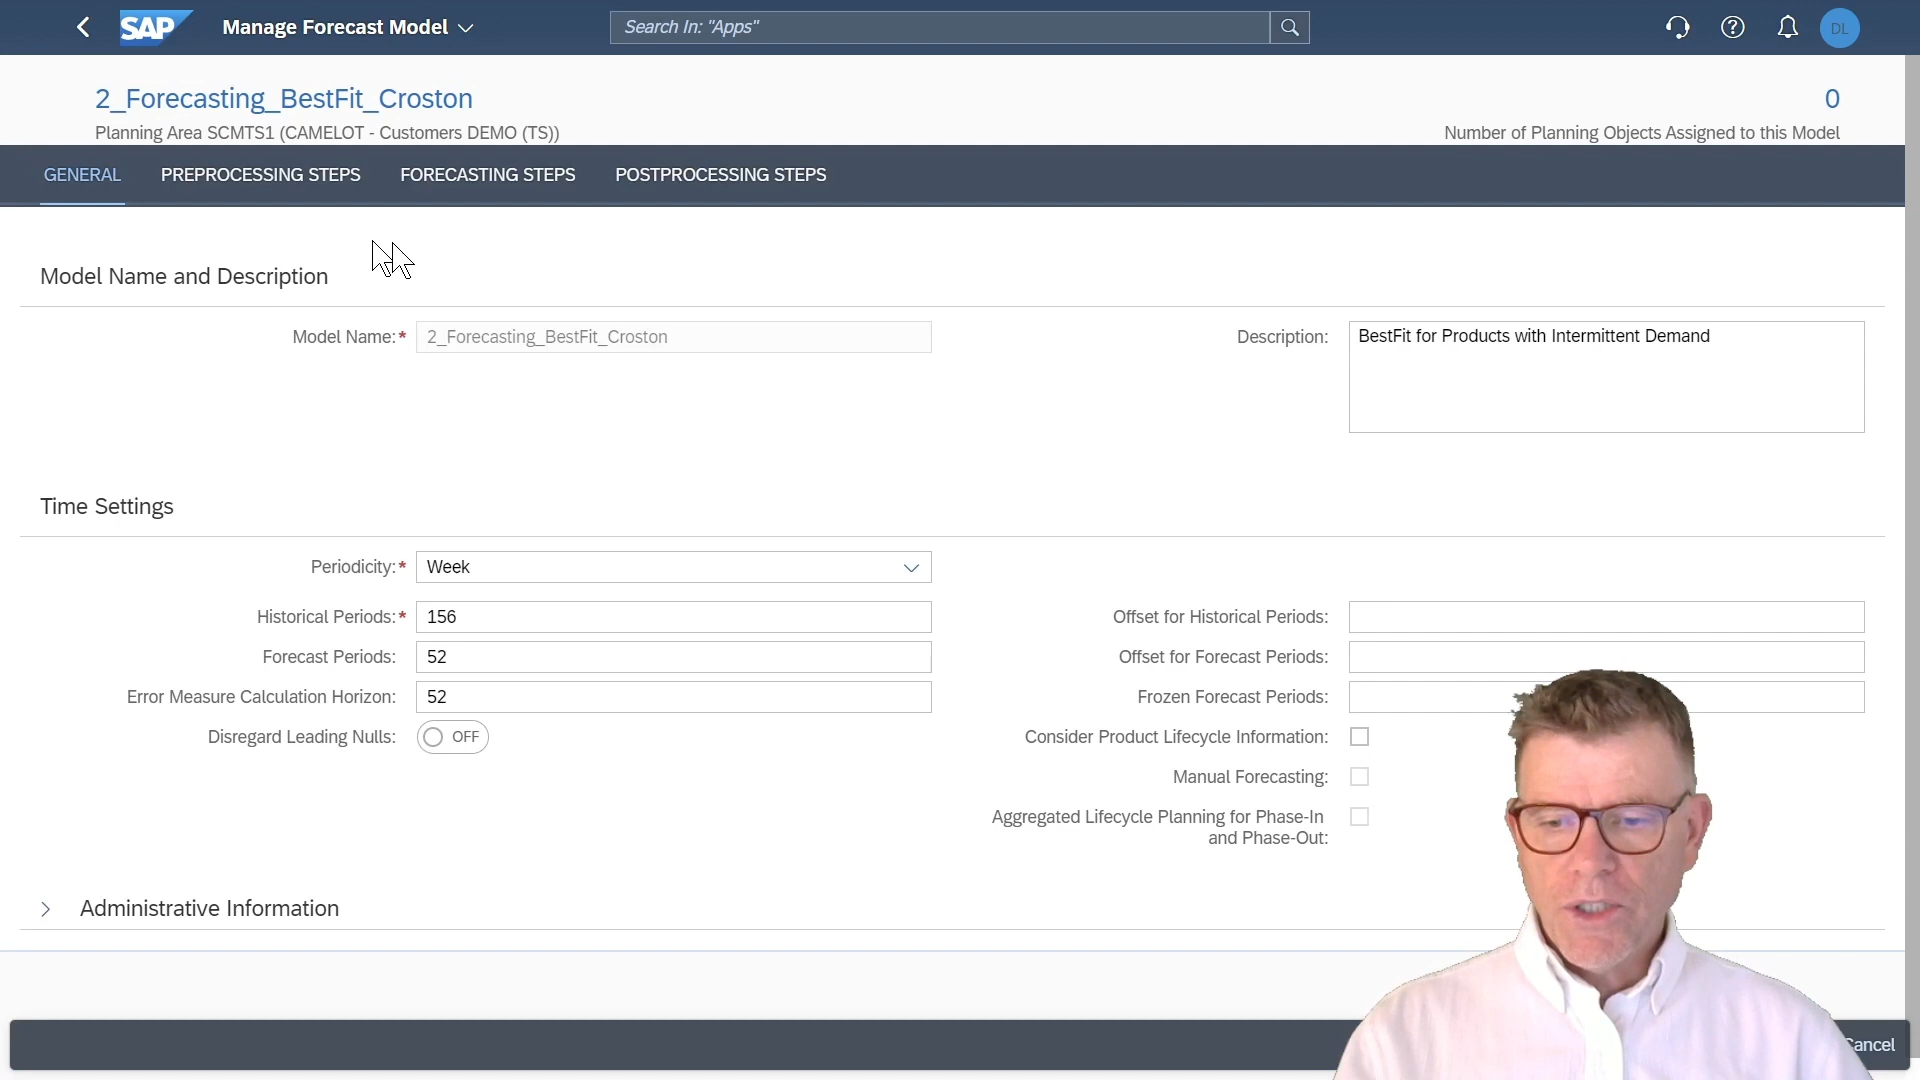 SAP Manage Forecast Model Search In: "Apps" DL
2_Forecasting_BestFit_Croston 0
Planning Area SCMTS1 (CAMELOT - Customers DEMO (TS)) Number of Planning Objects Assigned to this Model
GENERAL PREPROCESSING STEPS FORECASTING STEPS POSTPROCESSING STEPS
Model Name and Description
Model Name:* 2_Forecasting_BestFit_Croston Description: BestFit for Products with Intermittent Demand
Time Settings
Periodicity:* Week
Historical Periods:* 156 Offset for Historical Periods:
Forecast Periods: 52 Offset for Forecast Periods:
Error Measure Calculation Horizon: 52 Frozen Forecast Periods:
Disregard Leading Nulls: OFF Consider Product Lifecycle Information:
Manual Forecasting:
Aggregated Lifecycle Planning for Phase-In
and Phase-Out:
Administrative Information
Cancel